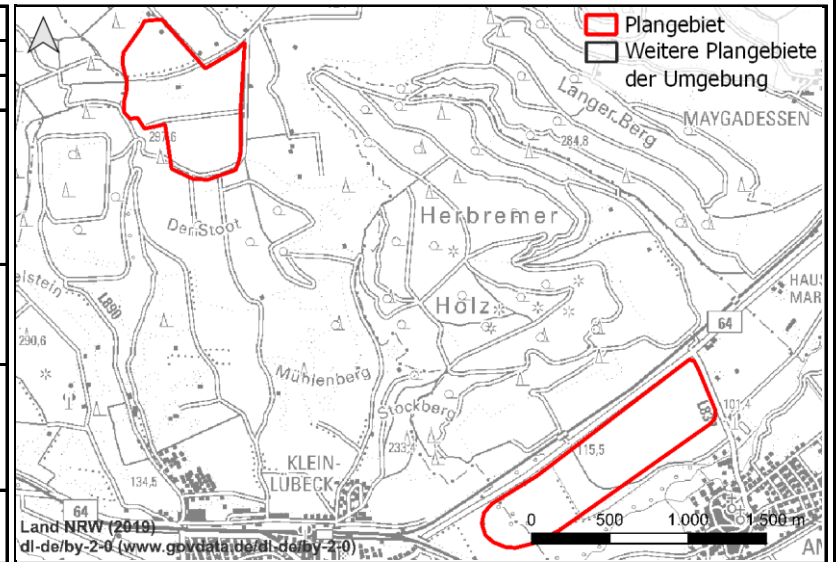 Plangebiet
Weitere Plangebiete
der Umgebung
Langer Berg
MAYGADESSEN
284,8
297,6
Herbremer
Der Stoot
L890
Holz
HAUS
MAR
64
290,6
Mühlenberg
Stockberg
101,4
233,4
115,5
KLEIN-
LÜBECK
134,5
64
0 500 1.000 1.500 m
Land NRW (2019)
dl-de/by-2-0 (www.govdata.de/dl-de/by-2-0)